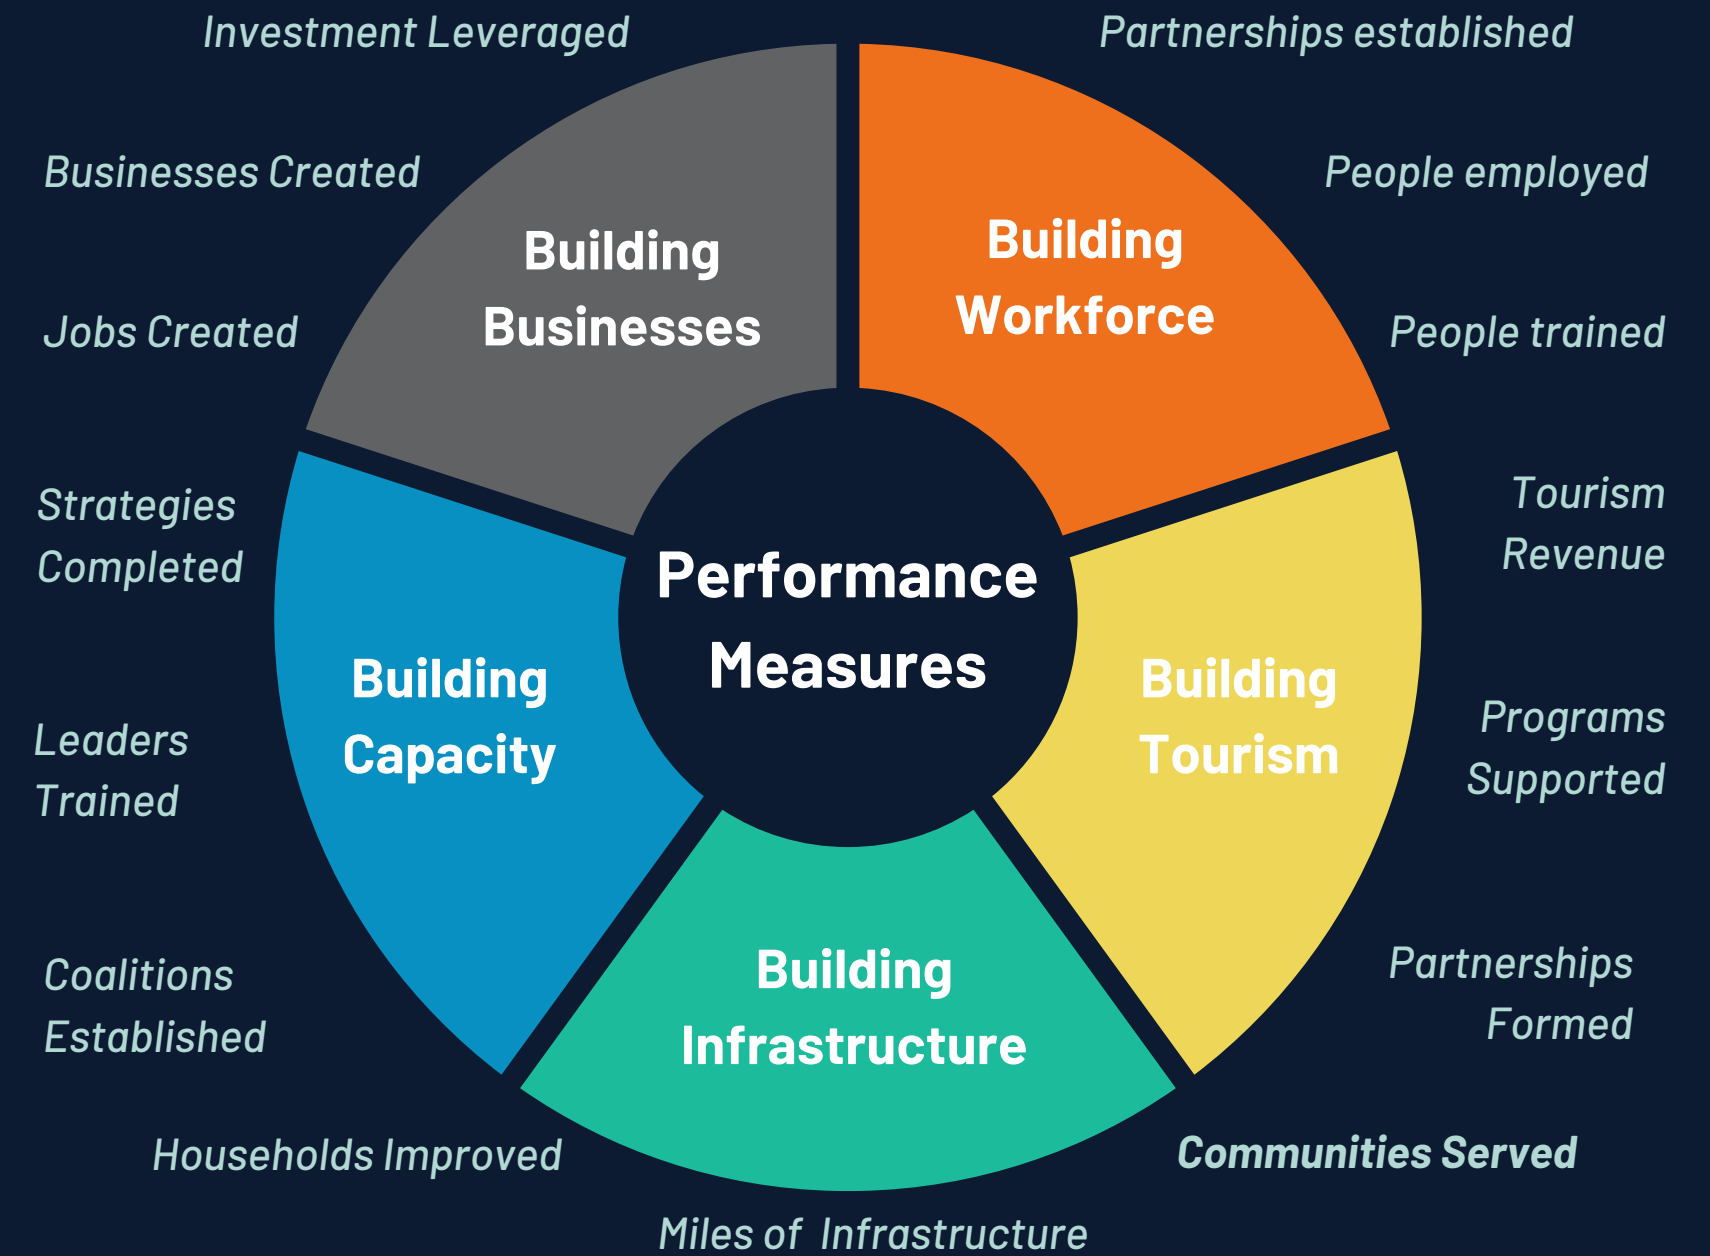 Investment Leveraged
Partnerships established
Businesses Created
People employed
Building
Businesses
Building
Workforce
Jobs Created
People trained
Strategies
Completed
Tourism
Revenue
Performance
Measures
Building
Capacity
Building
Tourism
Leaders
Trained
Programs
Supported
Coalitions
Established
Building
Infrastructure
Partnerships
Formed
Households Improved
Communities Served
Miles of Infrastructure